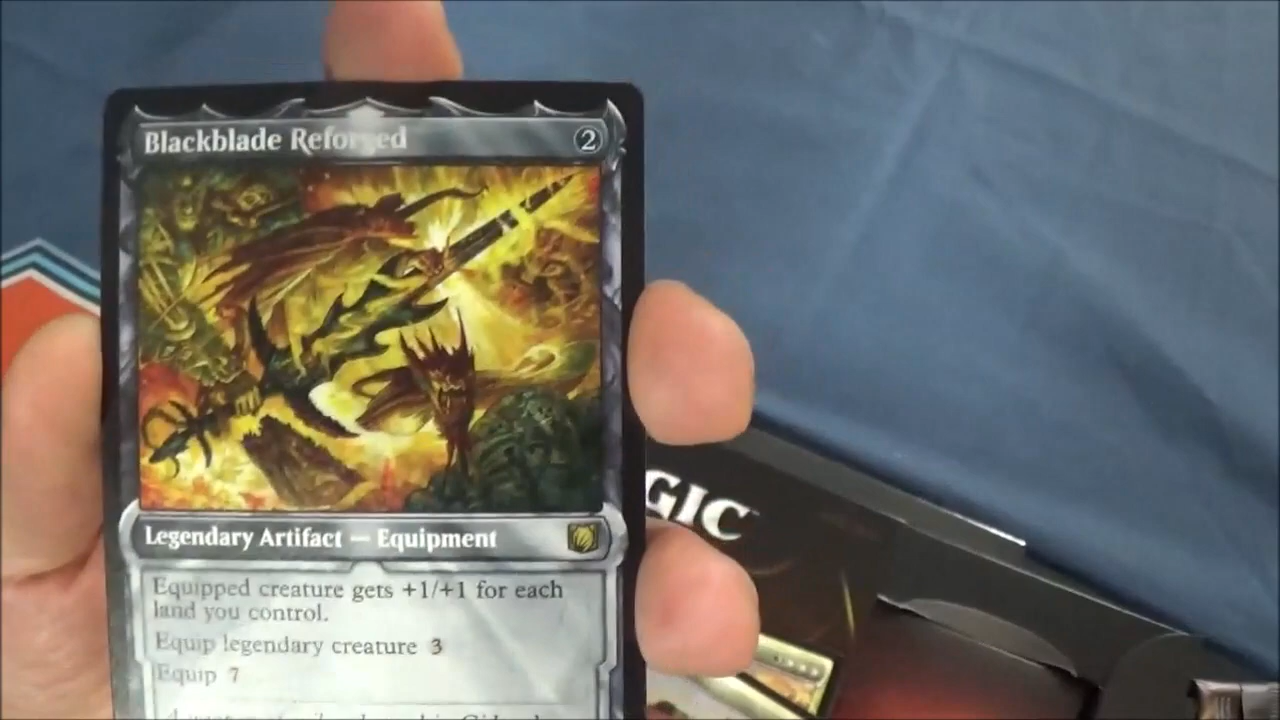 Blackblade Reforged 2
Legendary Artifact — Equipment
Equipped creature gets +1/+1 for each
land you control.
Equip legendary creature 3
Equip 7
GIC